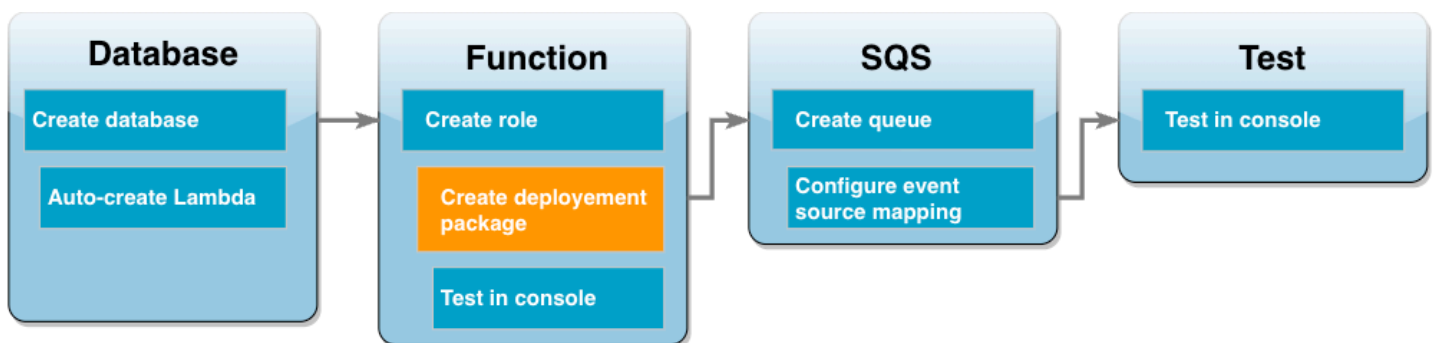 Database
Create database
Auto-create Lambda
Function
Create role
Create deployement
package
Test in console
SQS
Create queue
Configure event
source mapping
Test
Test in console